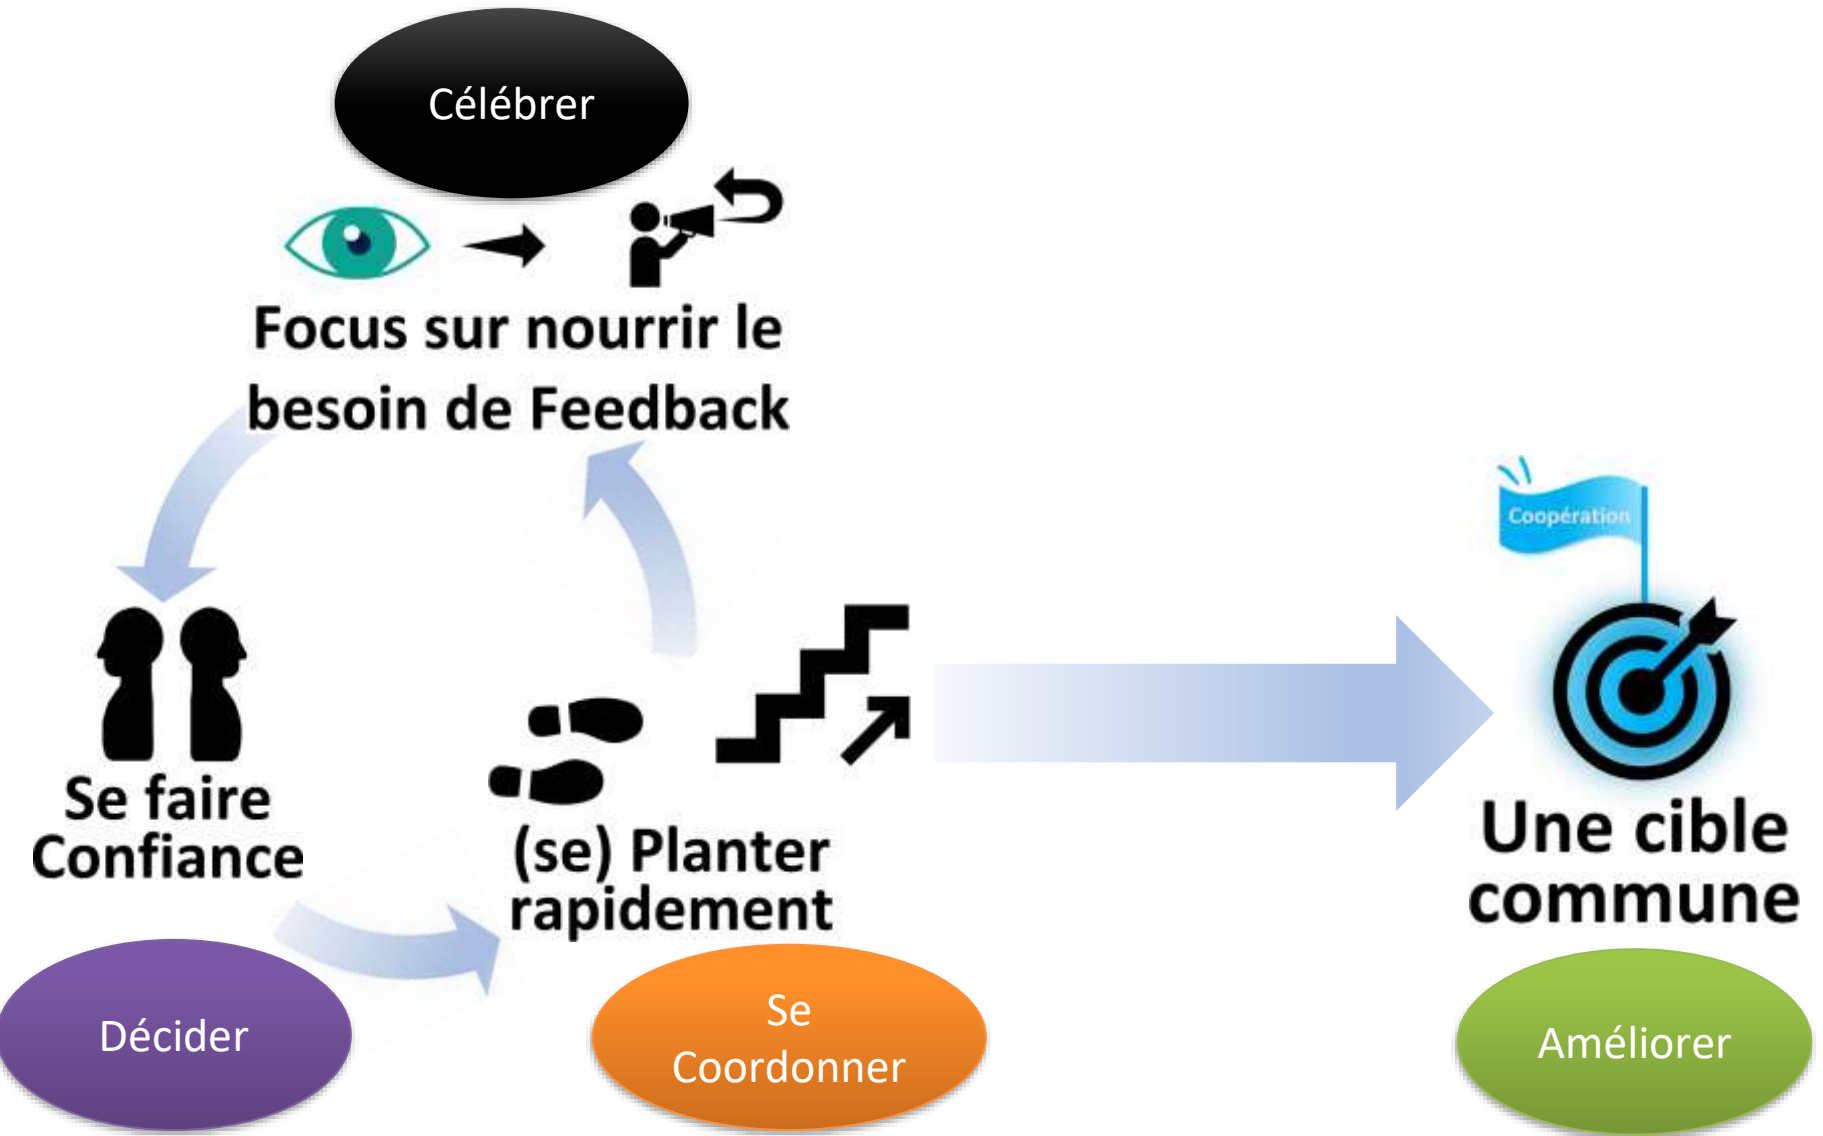 Célébrer
Focus sur nourrir le
besoin de Feedback
Coopération
Se faire
Confiance
(se) Planter
rapidement
Une cible
commune
Décider
Se
Coordonner
Améliorer